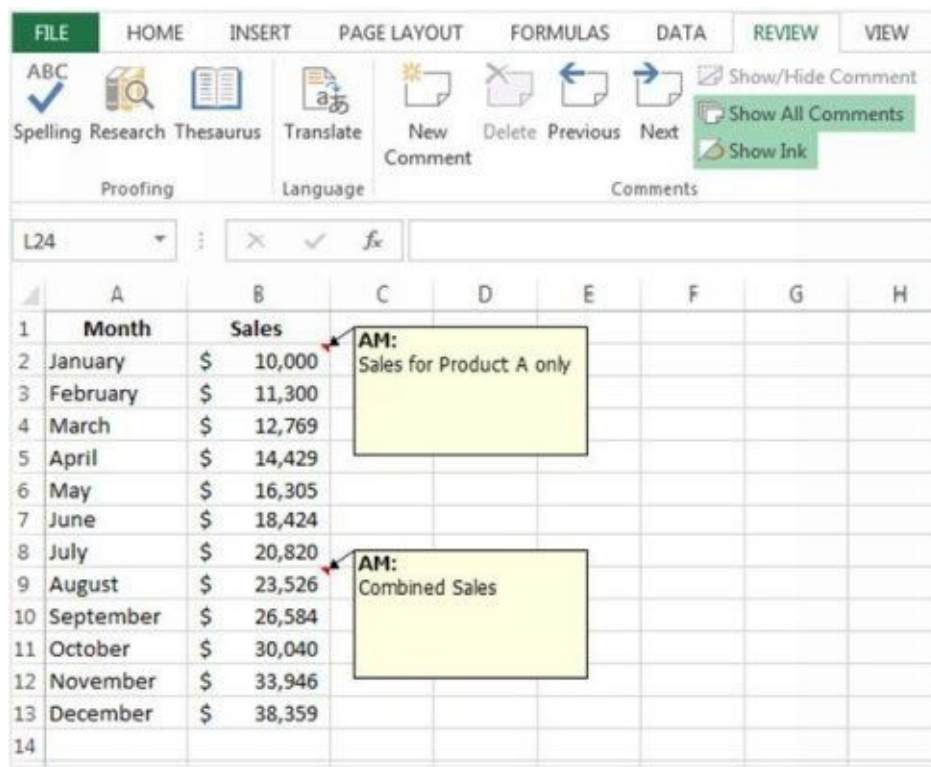 FILE HOME INSERT PAGE LAYOUT FORMULAS DATA REVIEW VIEW
ABC
Spelling Research Thesaurus Translate New Comment Delete Previous Next Show/Hide Comment
Show All Comments
Show Ink
Proofing Language Comments
L24 fx
A B C D E F G H
1 Month Sales
2 January $ 10,000
3 February $ 11,300
4 March $ 12,769
5 April $ 14,429
6 May $ 16,305
7 June $ 18,424
8 July $ 20,820
9 August $ 23,526
10 September $ 26,584
11 October $ 30,040
12 November $ 33,946
13 December $ 38,359
14
AM:
Sales for Product A only
AM:
Combined Sales